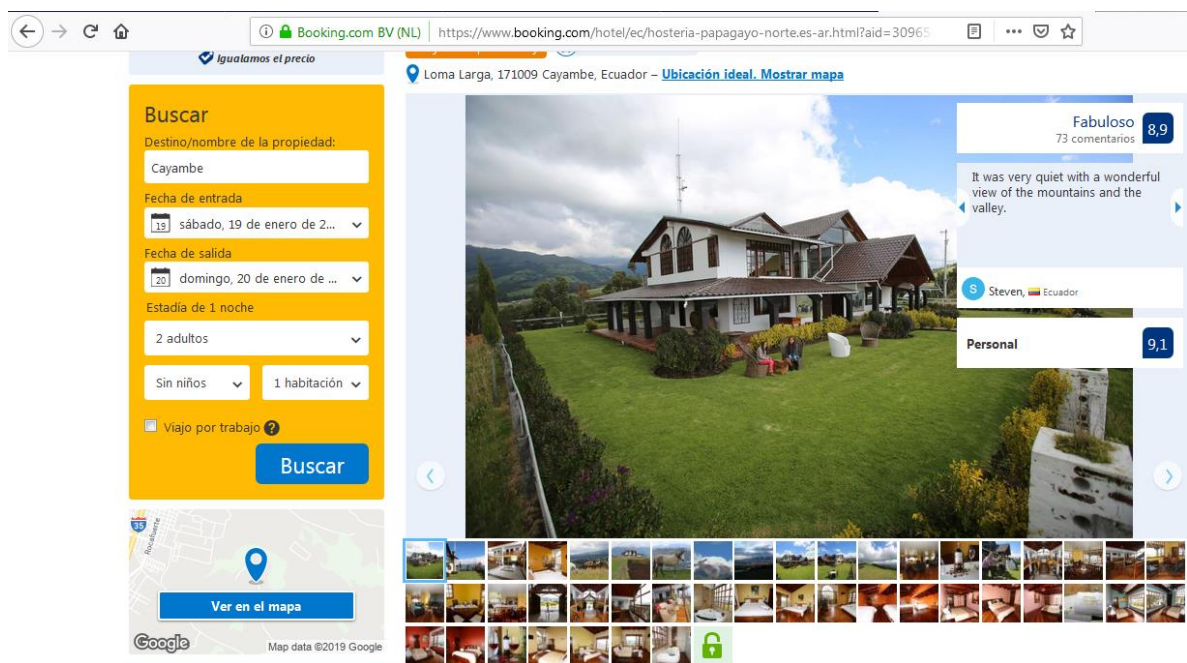 Booking.com BV (NL)
https://www.booking.com/hotel/ec/hosteria-papagayo-norte.es-ar.html?aid=30965
Igualamos el precio
Loma Larga, 171009 Cayambe, Ecuador – Ubicación ideal. Mostrar mapa
Buscar
Destino/nombre de la propiedad:
Cayambe
Fecha de entrada
19 sábado, 19 de enero de 2...
Fecha de salida
20 domingo, 20 de enero de ...
Estadía de 1 noche
2 adultos
Sin niños
1 habitación
Viajo por trabajo ?
Buscar
Fabuloso
8,9
73 comentarios
It was very quiet with a wonderful
view of the mountains and the
valley.
S Steven, Ecuador
Personal 9,1
35
Rocafuerte
Ver en el mapa
Google
Map data ©2019 Google